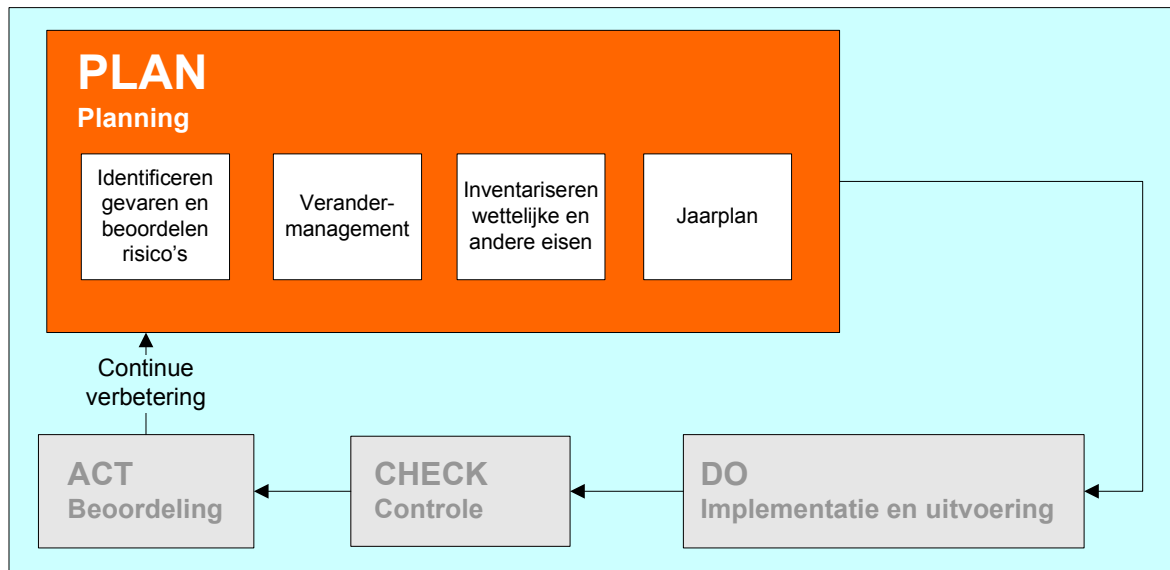 PLAN
Planning
Identificeren
gevaren en
beoordelen
risico's
Verander-
management
Inventariseren
wettelijke en
andere eisen
Jaarplan
Continue
verbetering
ACT
Beoordeling
CHECK
Controle
DO
Implementatie en uitvoering